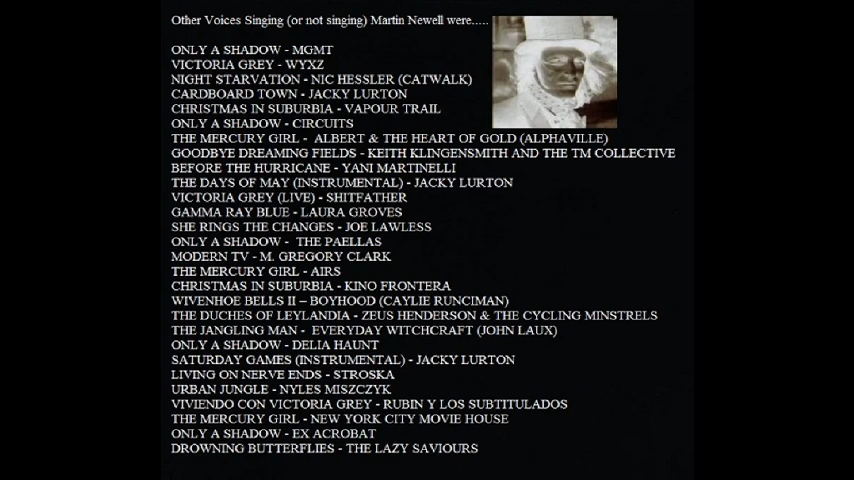 Other Voices Singing (or not singing) Martin Newell were.....
ONLY A SHADOW - MGMT
VICTORIA GREY - WYXZ
NIGHT STARVATION - NIC HESSLER (CATWALK)
CARDBOARD TOWN - JACKY LURTON
CHRISTMAS IN SUBURBIA - VAPOUR TRAIL
ONLY A SHADOW - CIRCUITS
THE MERCURY GIRL - ALBERT & THE HEART OF GOLD (ALPHAVILLE)
GOODBYE DREAMING FIELDS - KEITH KLINGENSMITH AND THE TM COLLECTIVE
BEFORE THE HURRICANE - YANI MARTINELLI
THE DAYS OF MAY (INSTRUMENTAL) - JACKY LURTON
VICTORIA GREY (LIVE) - SHITFATHER
GAMMA RAY BLUE - LAURA GROVES
SHE RINGS THE CHANGES - JOE LAWLESS
ONLY A SHADOW - THE PAELLAS
MODERN TV - M. GREGORY CLARK
THE MERCURY GIRL - AIRS
CHRISTMAS IN SUBURBIA - KINO FRONTERA
WIVENHOE BELLS II – BOYHOOD (CAYLIE RUNCIMAN)
THE DUCHES OF LEYLANDIA - ZEUS HENDERSON & THE CYCLING MINSTRELS
THE JANGLING MAN - EVERYDAY WITCHCRAFT (JOHN LAUX)
ONLY A SHADOW - DELIA HAUNT
SATURDAY GAMES (INSTRUMENTAL) - JACKY LURTON
LIVING ON NERVE ENDS - STROSKA
URBAN JUNGLE - NYLES MISZCZYK
VIVIENDO CON VICTORIA GREY - RUBIN Y LOS SUBTITULADOS
THE MERCURY GIRL - NEW YORK CITY MOVIE HOUSE
ONLY A SHADOW - EX ACROBAT
DROWNING BUTTERFLIES - THE LAZY SAVIOURS